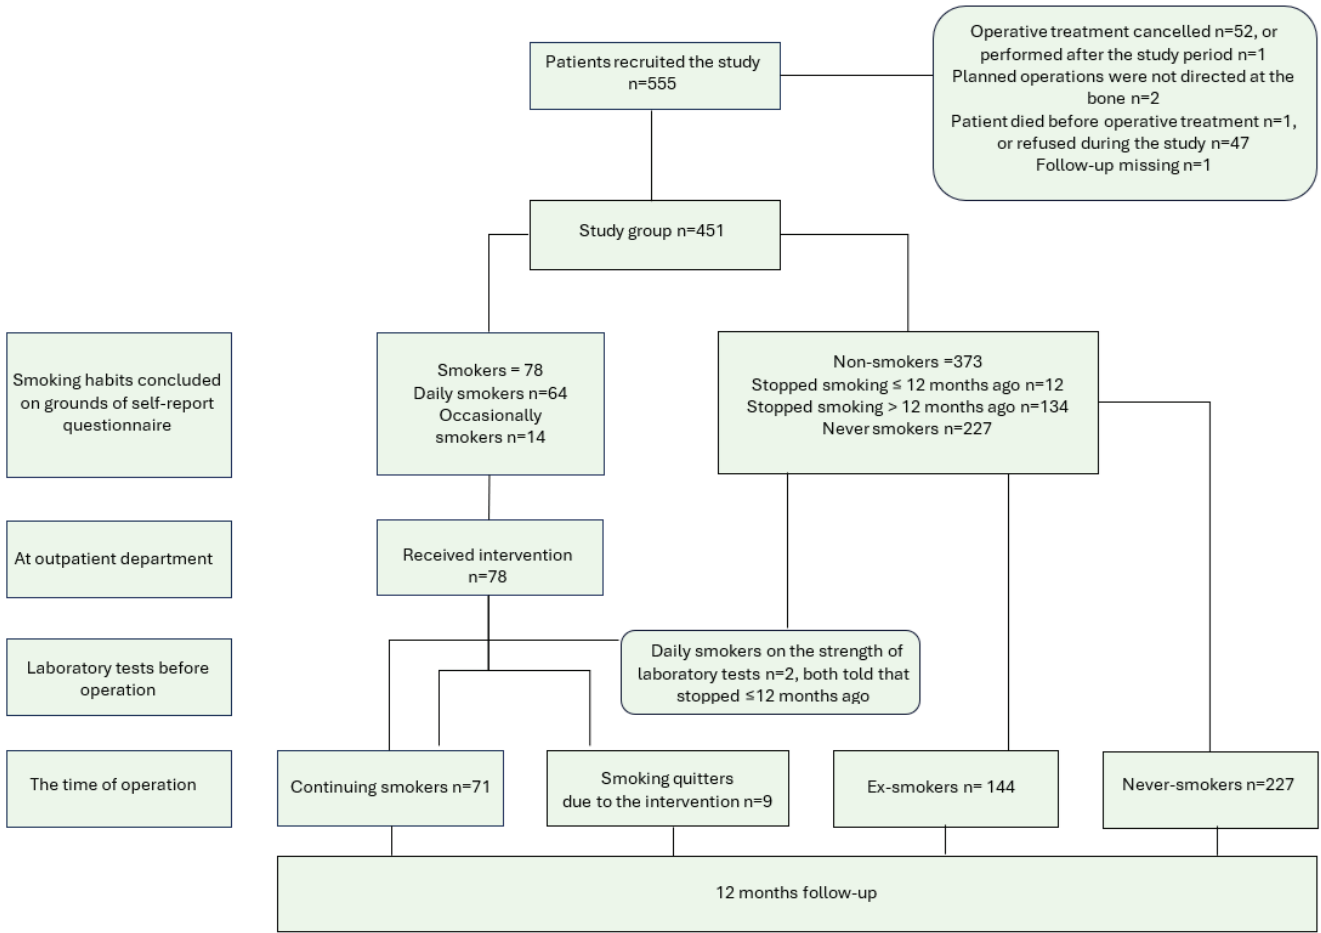 Patients recruited the study
n=555
Operative treatment cancelled n=52, or
performed after the study period n=1
Planned operations were not directed at the
bone n=2
Patient died before operative treatment n=1,
or refused during the study n=47
Follow-up missing n=1
Study group n=451
Smoking habits concluded
on grounds of self-report
questionnaire
Smokers = 78
Daily smokers n=64
Occasionally
smokers n=14
Non-smokers =373
Stopped smoking ≤ 12 months ago n=12
Stopped smoking > 12 months ago n=134
Never smokers n=227
At outpatient department
Received intervention
n=78
Laboratory tests before
operation
Daily smokers on the strength of
laboratory tests n=2, both told that
stopped ≤12 months ago
The time of operation
Continuing smokers n=71
Smoking quitters
due to the intervention n=9
Ex-smokers n= 144
Never-smokers n=227
12 months follow-up